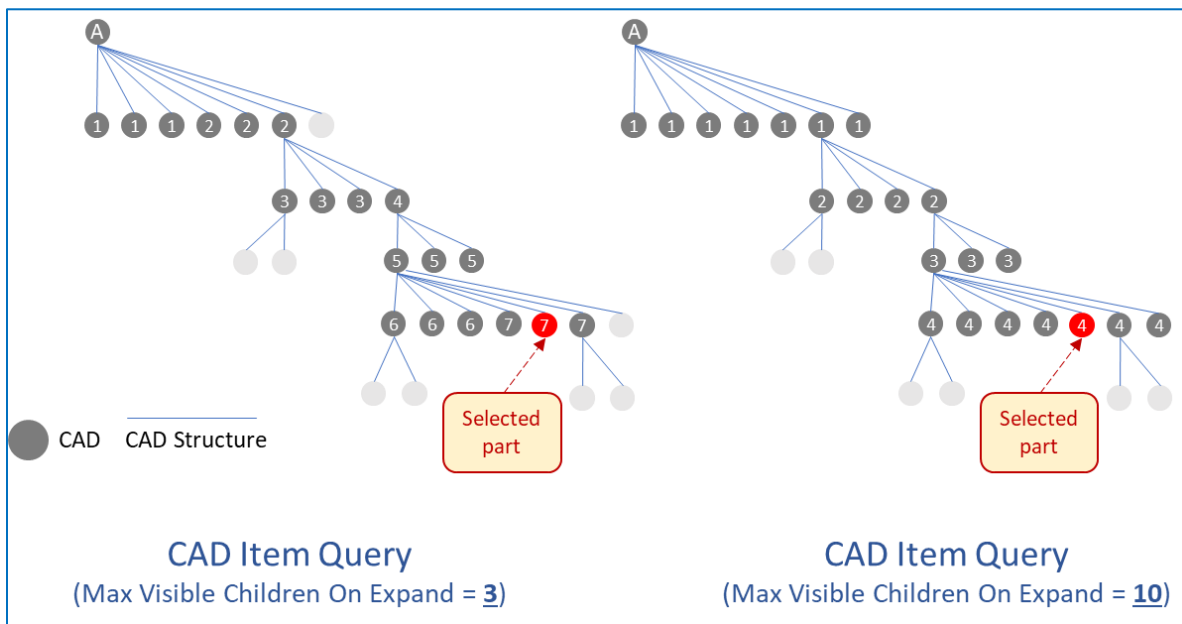 A A
1 1 1 2 2 2 1 1 1 1 1 1 1
3 3 3 4 2 2 2 2
5 5 5 3 3 3
6 6 6 7 7 7 4 4 4 4 4 4 4
Selected
part
Selected
part
CAD CAD Structure
CAD Item Query
(Max Visible Children On Expand = 3)
CAD Item Query
(Max Visible Children On Expand = 10)